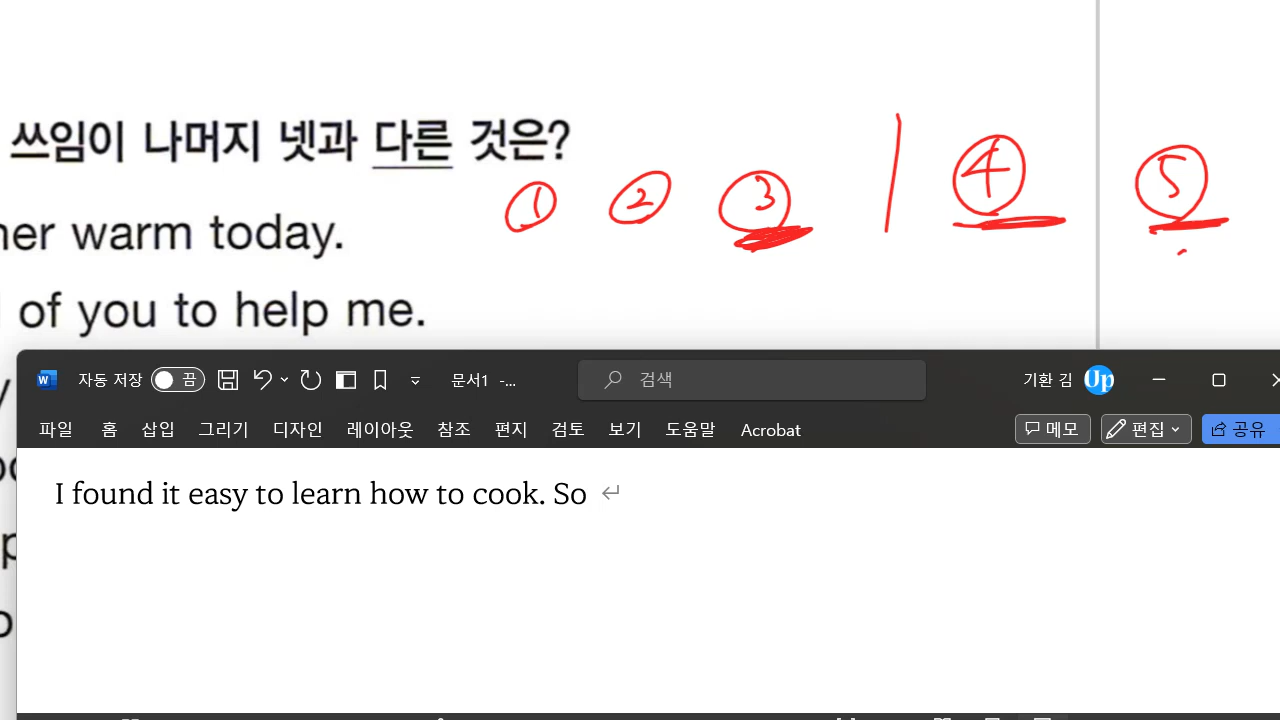 쓰임이 나머지 넷과 다른 것은?
① ② ③ | ④ ⑤
her warm today.
of you to help me.
자동 저장 끔 문서1 -... 검색 기환 김 Up
파일 홈 삽입 그리기 디자인 레이아웃 참조 편지 검토 보기 도움말 Acrobat 메모 편집 공유
I found it easy to learn how to cook. So